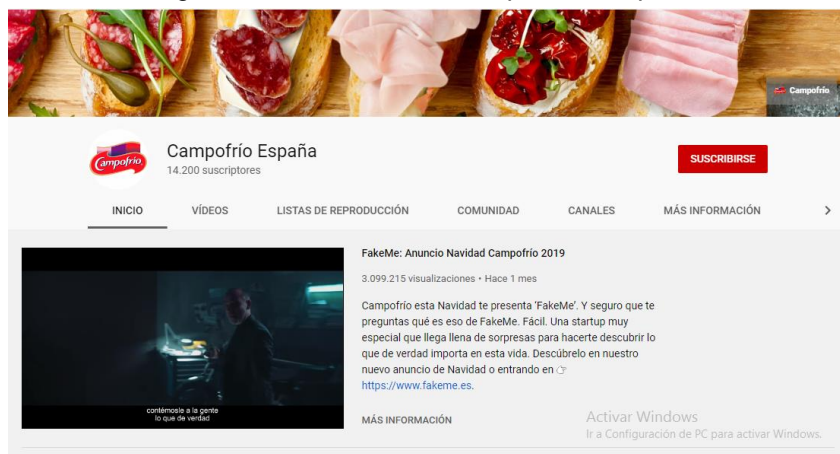 Campofrío
Campofrío
Campofrío España
14.200 suscriptores
SUSCRIBIRSE
INICIO VÍDEOS LISTAS DE REPRODUCCIÓN COMUNIDAD CANALES MÁS INFORMACIÓN
FakeMe: Anuncio Navidad Campofrío 2019
3.099.215 visualizaciones • Hace 1 mes
Campofrío esta Navidad te presenta 'FakeMe'. Y seguro que te
preguntas qué es eso de FakeMe. Fácil. Una startup muy
especial que llega llena de sorpresas para hacerte descubrir lo
que de verdad importa en esta vida. Descúbrelo en nuestro
nuevo anuncio de Navidad o entrando en 👉
https://www.fakeme.es.
contémosle a la gente
lo que de verdad
MÁS INFORMACIÓN
Activar Windows
Ir a Configuración de PC para activar Windows.